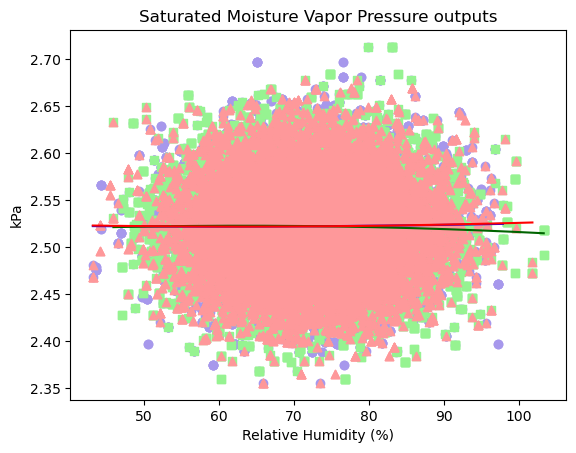 Saturated Moisture Vapor Pressure outputs
2.70
2.65
2.60
2.55
2.50
2.45
2.40
2.35
kPa
50 60 70 80 90 100
Relative Humidity (%)